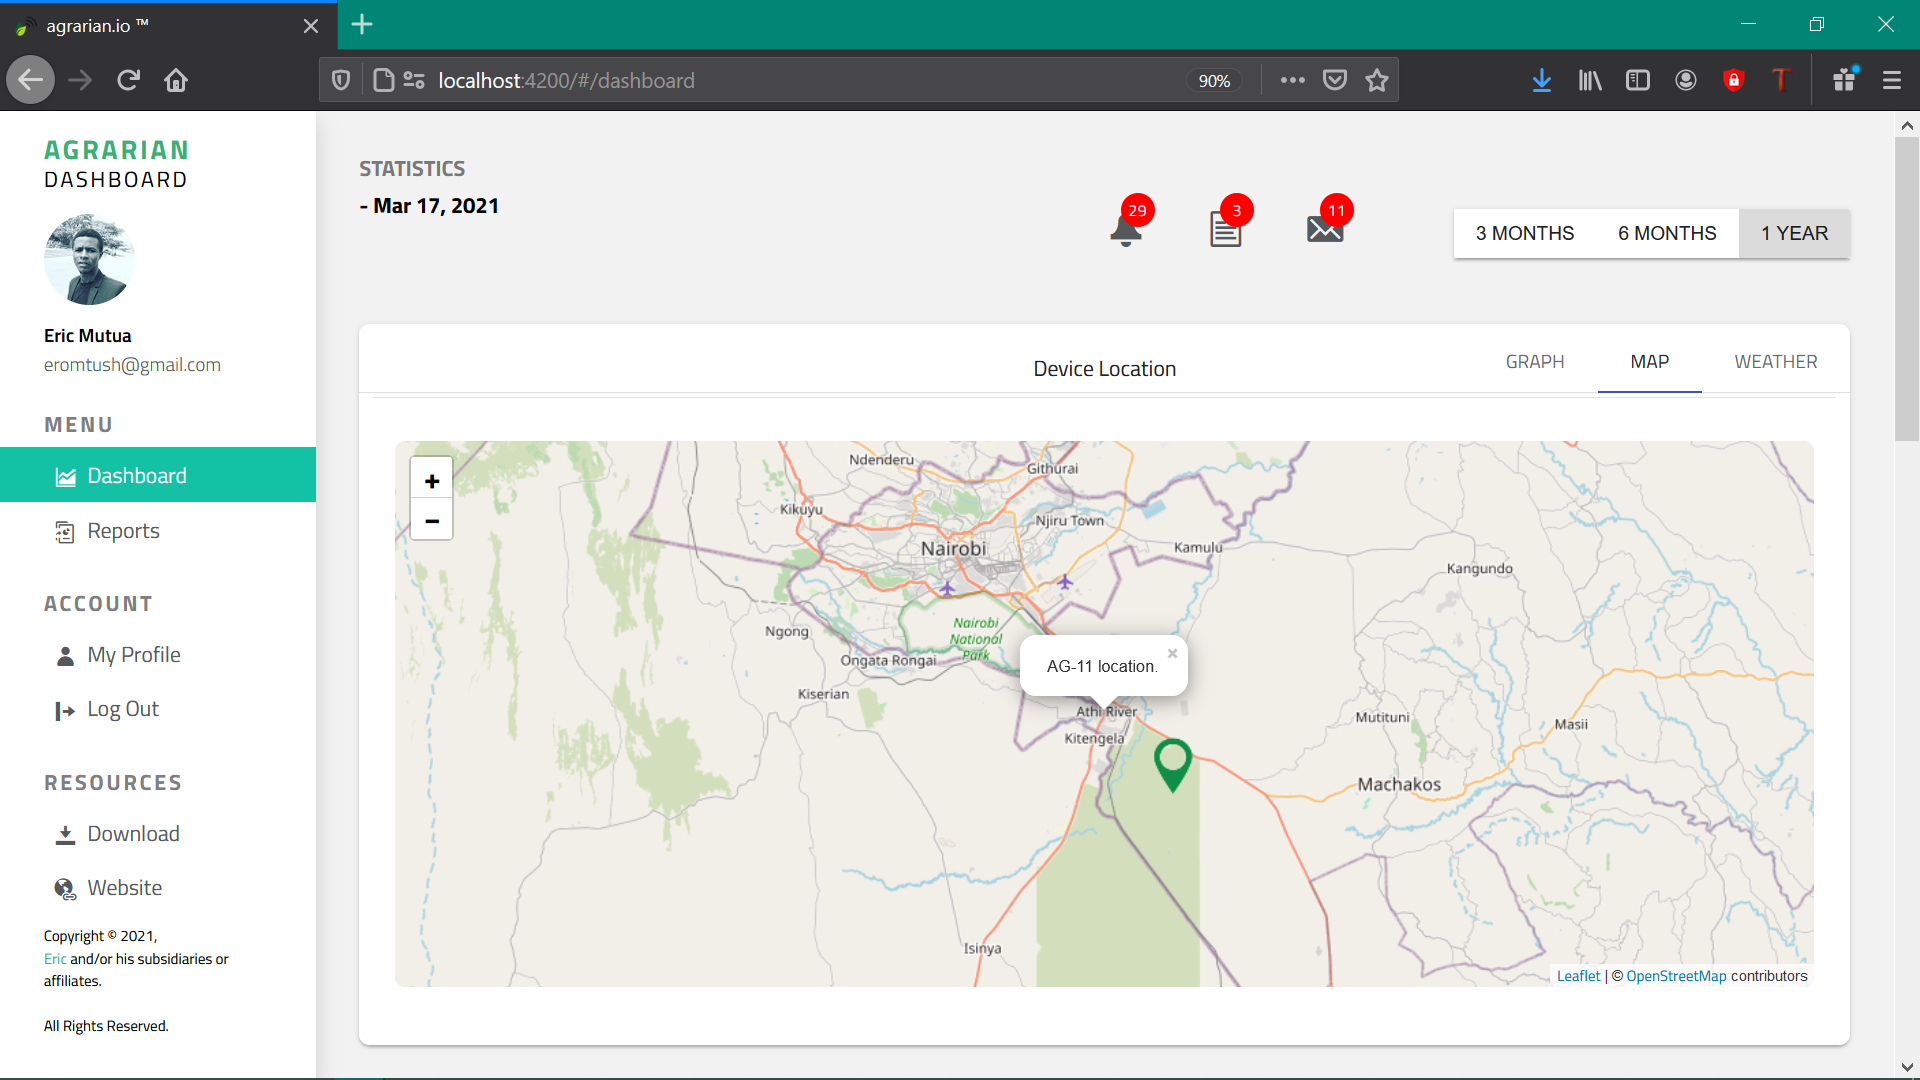 agrarian.io ™
localhost:4200/#/dashboard
90%
AGRARIAN
DASHBOARD
Eric Mutua
eromtush@gmail.com
MENU
Dashboard
Reports
ACCOUNT
My Profile
Log Out
RESOURCES
Download
Website
Copyright © 2021,
Eric and/or his subsidiaries or
affiliates.
All Rights Reserved.
STATISTICS
- Mar 17, 2021
29
3
11
3 MONTHS
6 MONTHS
1 YEAR
Device Location
GRAPH
MAP
WEATHER
+
−
Ndenderu
Githurai
Kikuyu
Njiru Town
Nairobi
Kamulu
Kangundo
Ngong
Nairobi
National
Park
Ongata Rongai
AG-11 location.
×
Kiserian
Athi River
Kitengela
Mutituni
Masii
Machakos
Isinya
Leaflet | © OpenStreetMap contributors